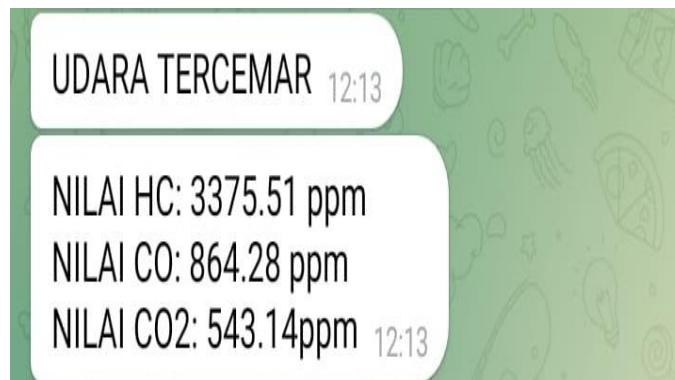 UDARA TERCEMAR 12:13
NILAI HC: 3375.51 ppm
NILAI CO: 864.28 ppm
NILAI CO2: 543.14ppm 12:13